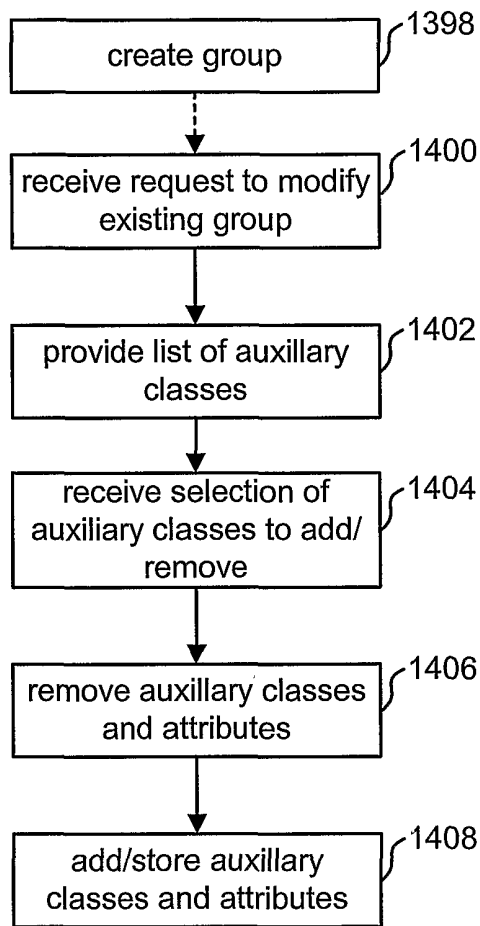 create group
1398
receive request to modify
existing group
1400
provide list of auxillary
classes
1402
receive selection of
auxiliary classes to add/
remove
1404
remove auxillary classes
and attributes
1406
add/store auxillary
classes and attributes
1408